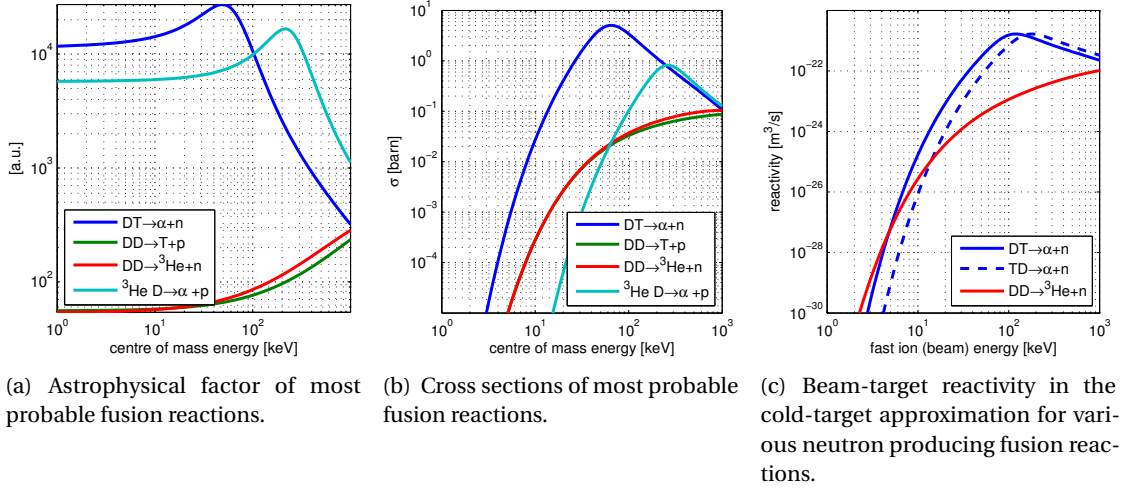 10^4
10^3
10^2
[a.u.]
DT→α+n
DD→T+p
DD→³He+n
³He D→α +p
10^0
10^1
10^2
10^3
centre of mass energy [keV]
(a) Astrophysical factor of most
probable fusion reactions.
10^1
10^0
10^-1
10^-2
10^-3
10^-4
σ [barn]
DT→α+n
DD→T+p
DD→³He+n
³He D→α +p
10^0
10^1
10^2
10^3
centre of mass energy [keV]
(b) Cross sections of most probable
fusion reactions.
10^-22
10^-24
10^-26
10^-28
10^-30
reactivity [m³/s]
DT→α+n
TD→α+n
DD→³He+n
10^0
10^1
10^2
10^3
fast ion (beam) energy [keV]
(c) Beam-target reactivity in the
cold-target approximation for vari-
ous neutron producing fusion reac-
tions.